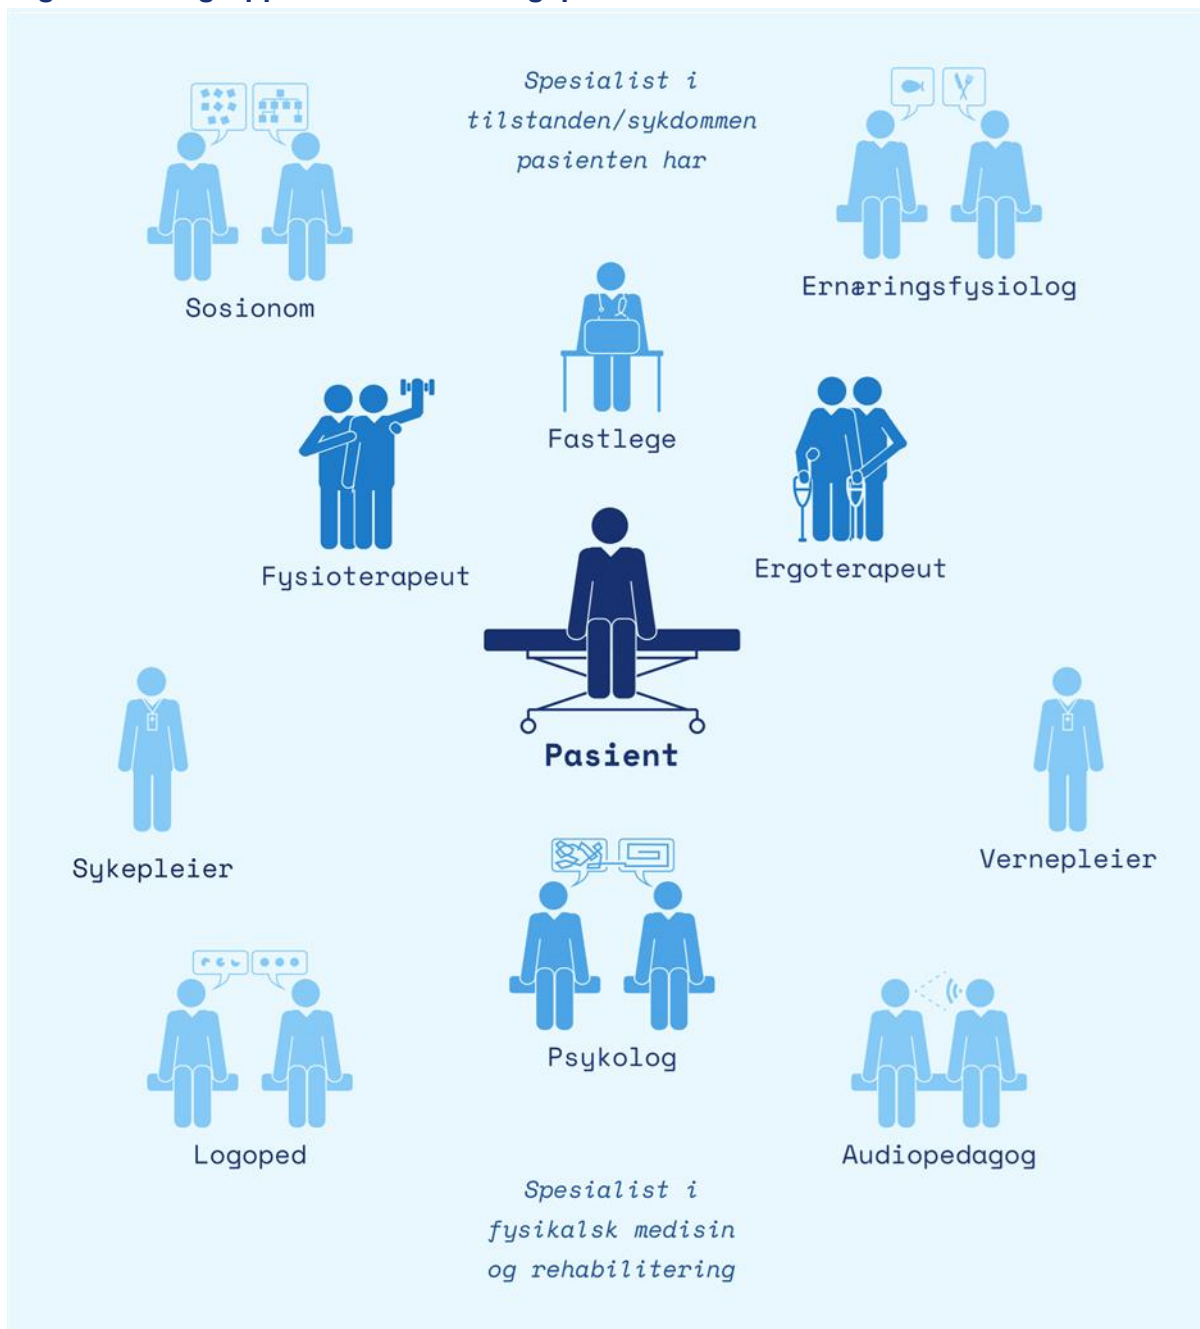 Spesialist i
tilstanden/sykdommen
pasienten har
Sosionom
Ernæringsfysiolog
Fastlege
Fysioterapeut
Ergoterapeut
Pasient
Sykepleier
Vernepleier
Psykolog
Logoped
Audiopedagog
Spesialist i
fysikalsk medisin
og rehabilitering